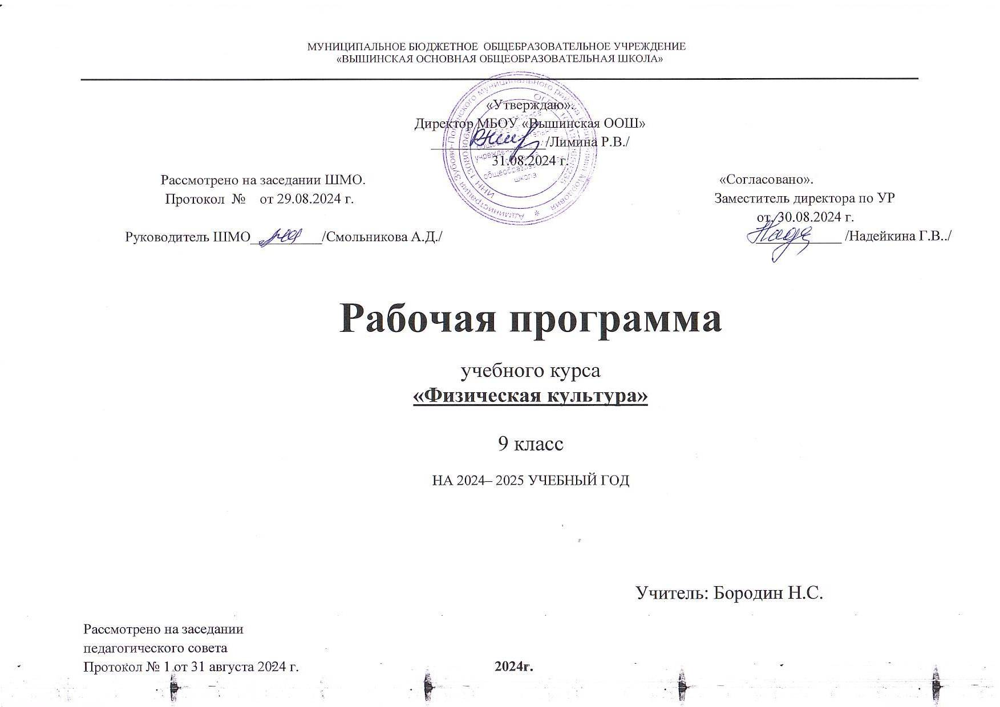 МУНИЦИПАЛЬНОЕ БЮДЖЕТНОЕ ОБЩЕБРАЗОВАТЕЛЬНОЕ УЧРЕЖДЕНИЕ
«ВЫШИНСКАЯ ОСНОВНАЯ ОБЩЕОБРАЗОВАТЕЛЬНАЯ ШКОЛА»
«Утверждаю».
Директор МБОУ «Вышинская ООШ»
/Лимина Р.В./
31.08.2024 г.
Рассмотрено на заседании ШМО.
Протокол № от 29.08.2024 г.
Руководитель ШМО__________/Смольникова А.Д./
«Согласовано».
Заместитель директора по УР
от 30.08.2024 г.
____________ /Надейкина Г.В../
общеобразовательная
школа
Рабочая программа
учебного курса
«Физическая культура»
9 класс
НА 2024– 2025 УЧЕБНЫЙ ГОД
Учитель: Бородин Н.С.
Рассмотрено на заседании
педагогического совета
Протокол № 1 от 31 августа 2024 г.
2024г.